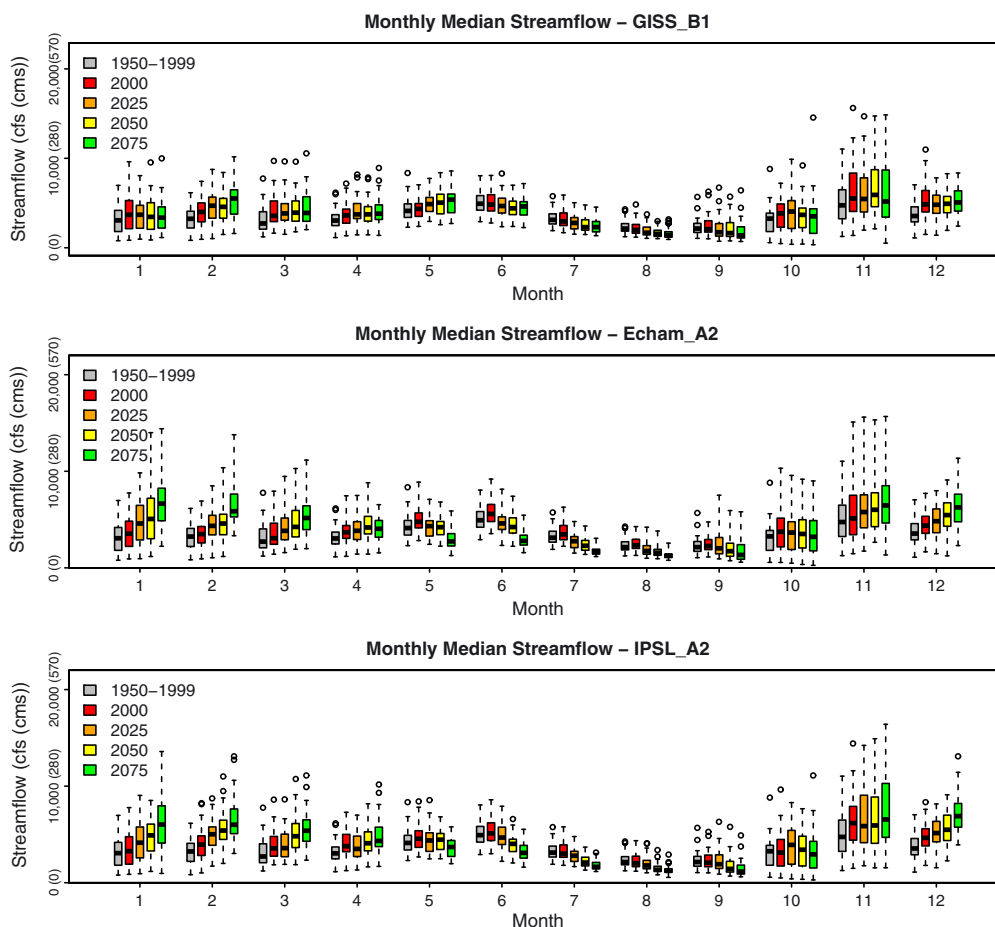 Monthly Median Streamflow − GISS_B1
Streamflow (cfs (cms))
20,000 (570)
10,000 (280)
0 (0)
1950−1999
2000
2025
2050
2075
1 2 3 4 5 6 7 8 9 10 11 12
Month
Monthly Median Streamflow − Echam_A2
Streamflow (cfs (cms))
20,000 (570)
10,000 (280)
0 (0)
1950−1999
2000
2025
2050
2075
1 2 3 4 5 6 7 8 9 10 11 12
Month
Monthly Median Streamflow − IPSL_A2
Streamflow (cfs (cms))
20,000 (570)
10,000 (280)
0 (0)
1950−1999
2000
2025
2050
2075
1 2 3 4 5 6 7 8 9 10 11 12
Month